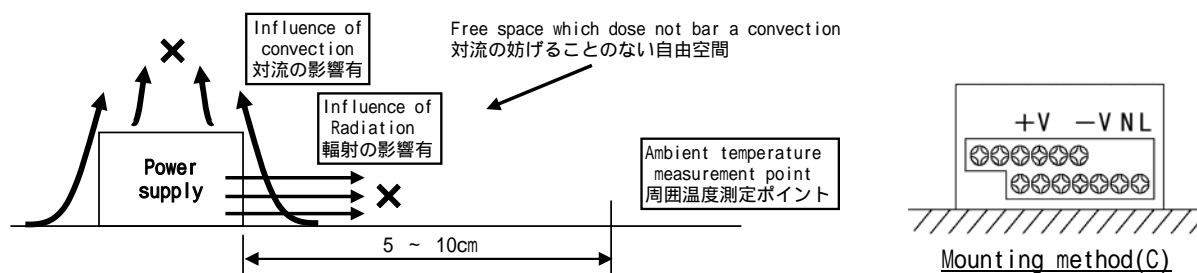 Influence of
convection
対流の影響有
Free space which dose not bar a convection
対流の妨げることのない自由空間
Influence of
Radiation
輻射の影響有
Power
supply
Ambient temperature
measurement point
周囲温度測定ポイント
5 ~ 10cm
+V -V N L
Mounting method(C)